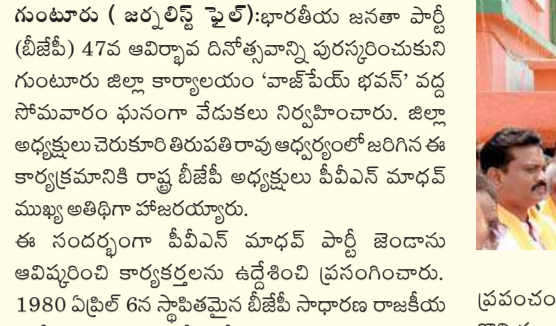 గుంటూరు ( జర్నలిస్ట్ ఫైల్):భారతీయ జనతా పార్టీ
(బీజేపీ) 47వ ఆవిర్భావ దినోత్సవాన్ని పురస్కరించుకుని
గుంటూరు జిల్లా కార్యాలయం ‘వాజ్‌పేయ్ భవన్’ వద్ద
సోమవారం ఘనంగా వేడుకలు నిర్వహించారు. జిల్లా
అధ్యక్షులు చెరుకూరి తిరుపతి రావు ఆధ్వర్యంలో జరిగిన ఈ
కార్యక్రమానికి రాష్ట్ర బీజేపీ అధ్యక్షులు పీవీఎన్ మాధవ్
ముఖ్య అతిథిగా హాజరయ్యారు.
ఈ సందర్భంగా పీవీఎన్ మాధవ్ పార్టీ జెండాను
ఆవిష్కరించి కార్యకర్తలను ఉద్దేశించి ప్రసంగించారు.
1980 ఏప్రిల్ 6న స్థాపితమైన బీజేపీ సాధారణ రాజకీయ
ప్రపంచం